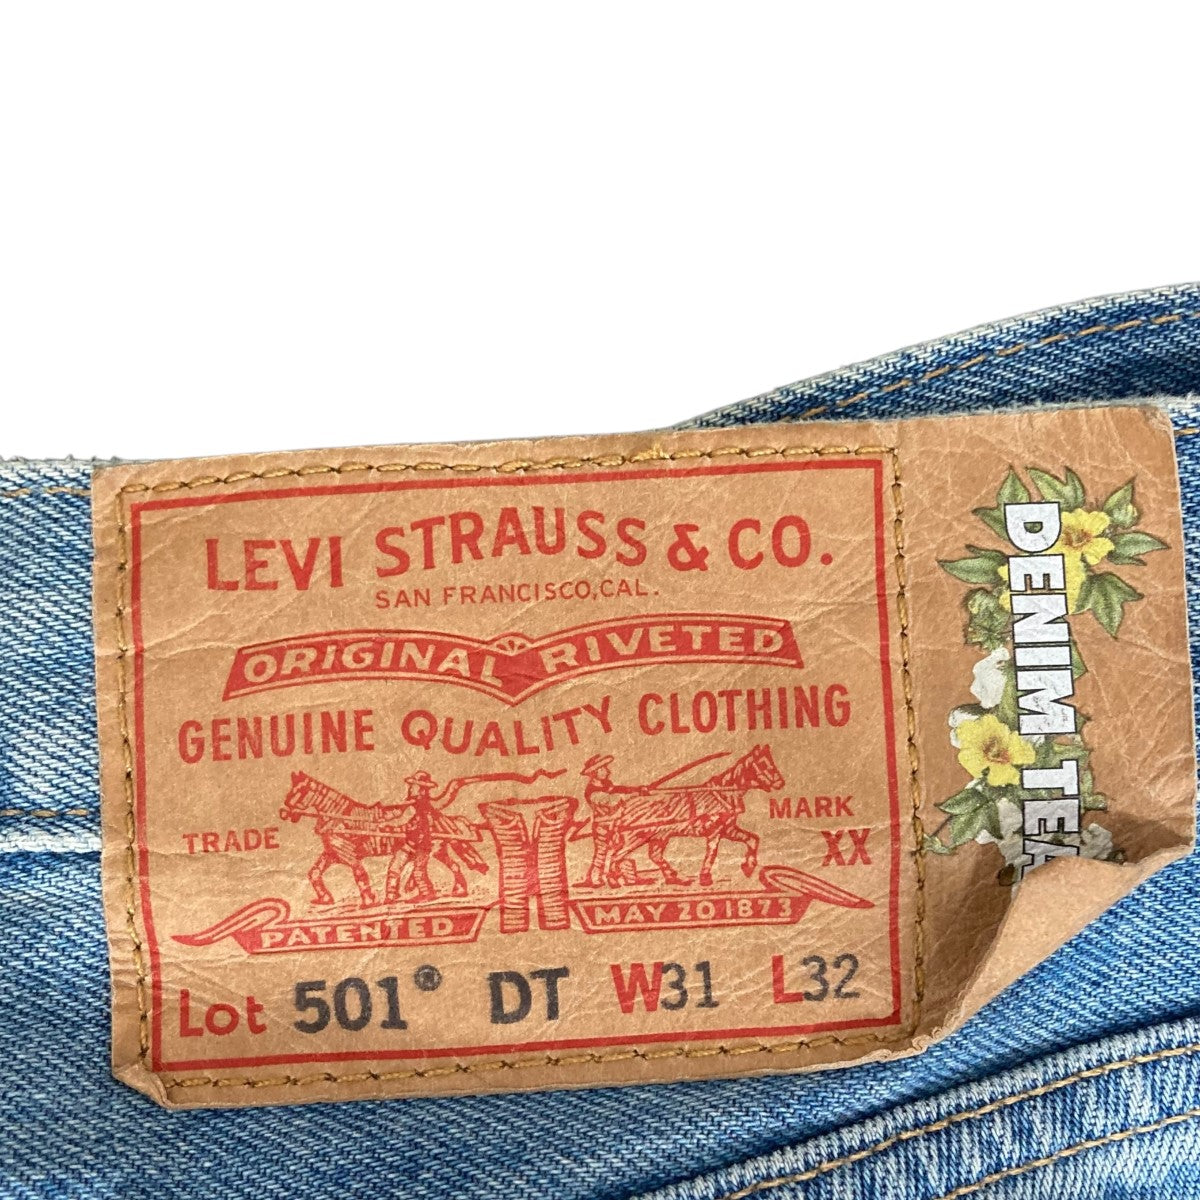 LEVI STRAUSS & CO.
SAN FRANCISCO, CAL.
ORIGINAL RIVETED
GENUINE QUALITY CLOTHING
TRADE MARK
XX
PATENTED MAY 20 1873
Lot 501® DT W31 L32
DENIM